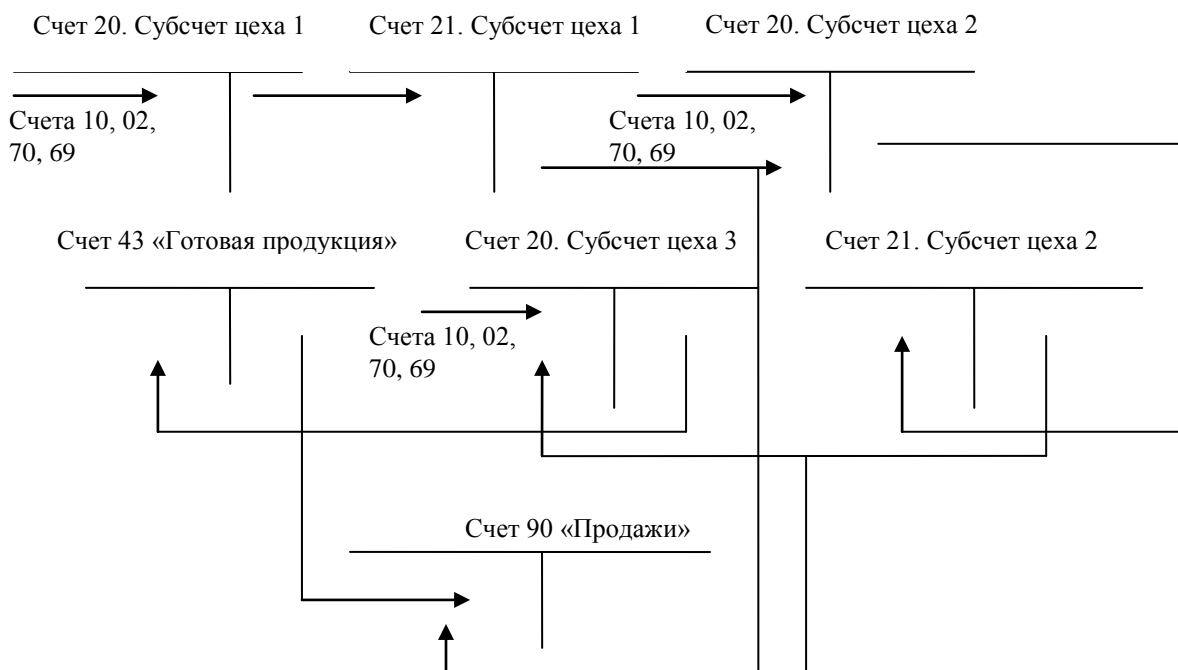 Счет 20. Субсчет цеха 1
Счет 21. Субсчет цеха 1
Счет 20. Субсчет цеха 2
Счета 10, 02,
70, 69
Счета 10, 02,
70, 69
Счет 43 «Готовая продукция»
Счет 20. Субсчет цеха 3
Счет 21. Субсчет цеха 2
Счета 10, 02,
70, 69
Счет 90 «Продажи»